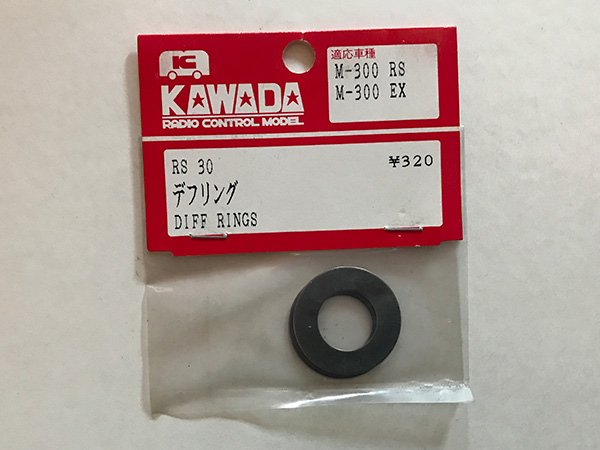 KAWADA
RADIO CONTROL MODEL
適応車種
M-300 RS
M-300 EX
RS 30
¥320
デフリング
DIFF RINGS